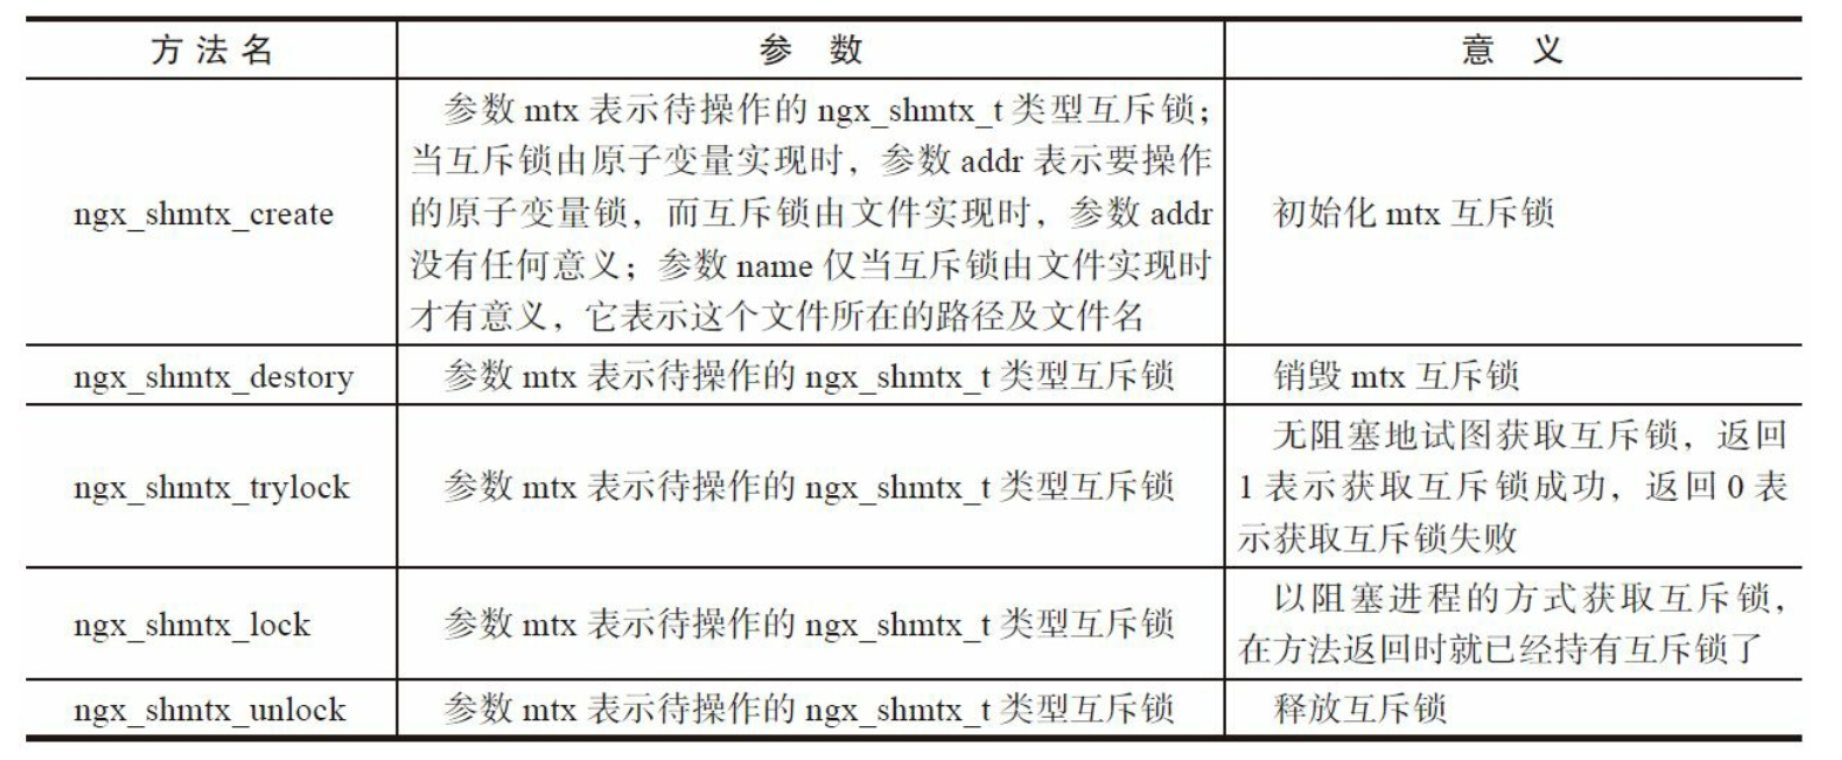 方法名 参 数 意 义
ngx_shmtx_create
参数 mtx 表示待操作的 ngx_shmtx_t 类型互斥锁；
当互斥锁由原子变量实现时，参数 addr 表示要操作
的原子变量锁，而互斥锁由文件实现时，参数 addr
没有任何意义；参数 name 仅当互斥锁由文件实现时
才有意义，它表示这个文件所在的路径及文件名
初始化 mtx 互斥锁
ngx_shmtx_destory 参数 mtx 表示待操作的 ngx_shmtx_t 类型互斥锁 销毁 mtx 互斥锁
ngx_shmtx_trylock 参数 mtx 表示待操作的 ngx_shmtx_t 类型互斥锁
无阻塞地试图获取互斥锁，返回
1 表示获取互斥锁成功，返回 0 表
示获取互斥锁失败
ngx_shmtx_lock 参数 mtx 表示待操作的 ngx_shmtx_t 类型互斥锁
以阻塞进程的方式获取互斥锁，
在方法返回时就已经持有互斥锁了
ngx_shmtx_unlock 参数 mtx 表示待操作的 ngx_shmtx_t 类型互斥锁 释放互斥锁